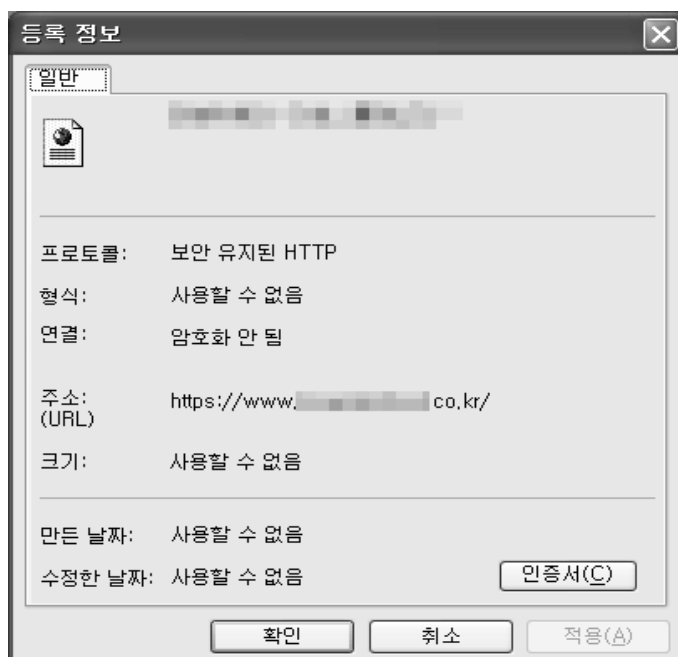 등록 정보
일반
프로토콜: 보안 유지된 HTTP
형식: 사용할 수 없음
연결: 암호화 안 됨
주소: https://www. co.kr/
(URL)
크기: 사용할 수 없음
만든 날짜: 사용할 수 없음
수정한 날짜: 사용할 수 없음 인증서(C)
확인 취소 적용(A)